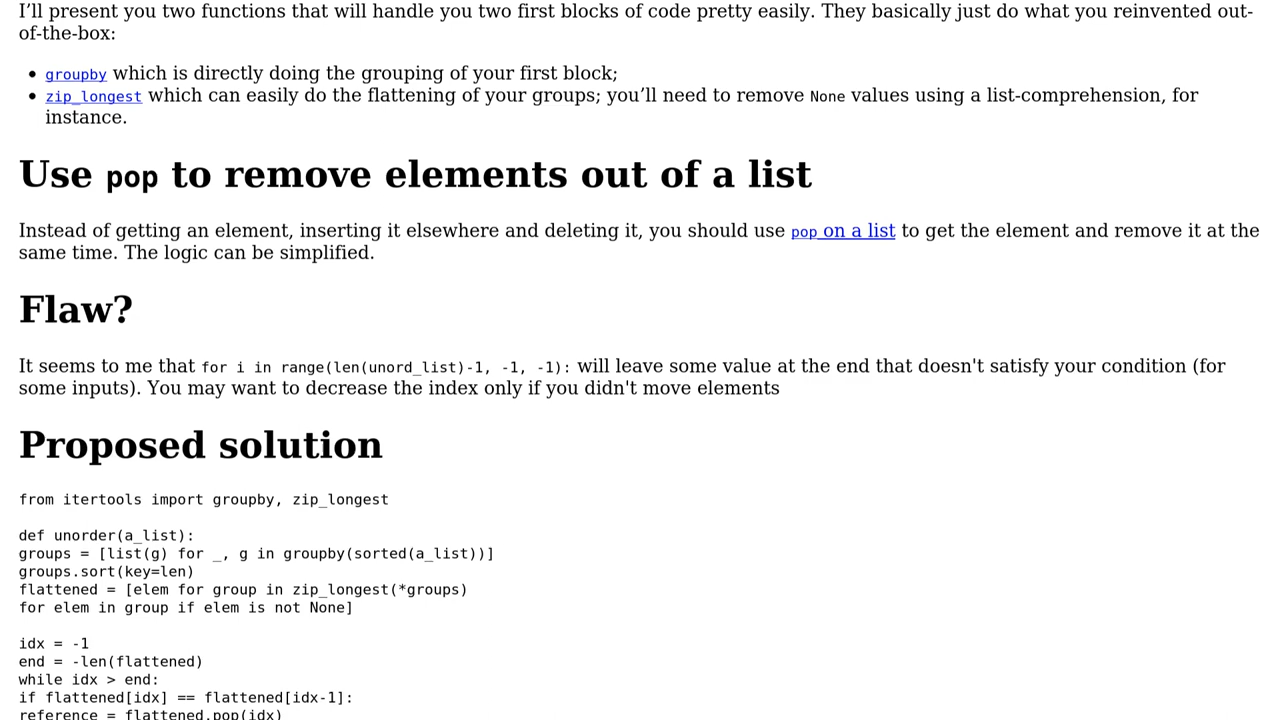 I’ll present you two functions that will handle you two first blocks of code pretty easily. They basically just do what you reinvented out-
of-the-box:
• groupby which is directly doing the grouping of your first block;
• zip_longest which can easily do the flattening of your groups; you’ll need to remove None values using a list-comprehension, for
instance.
Use pop to remove elements out of a list
Instead of getting an element, inserting it elsewhere and deleting it, you should use pop on a list to get the element and remove it at the
same time. The logic can be simplified.
Flaw?
It seems to me that for i in range(len(unord_list)-1, -1, -1): will leave some value at the end that doesn't satisfy your condition (for
some inputs). You may want to decrease the index only if you didn't move elements
Proposed solution
from itertools import groupby, zip_longest
def unorder(a_list):
groups = [list(g) for _, g in groupby(sorted(a_list))]
groups.sort(key=len)
flattened = [elem for group in zip_longest(*groups)
for elem in group if elem is not None]
idx = -1
end = -len(flattened)
while idx > end:
if flattened[idx] == flattened[idx-1]:
reference = flattened.pop(idx)